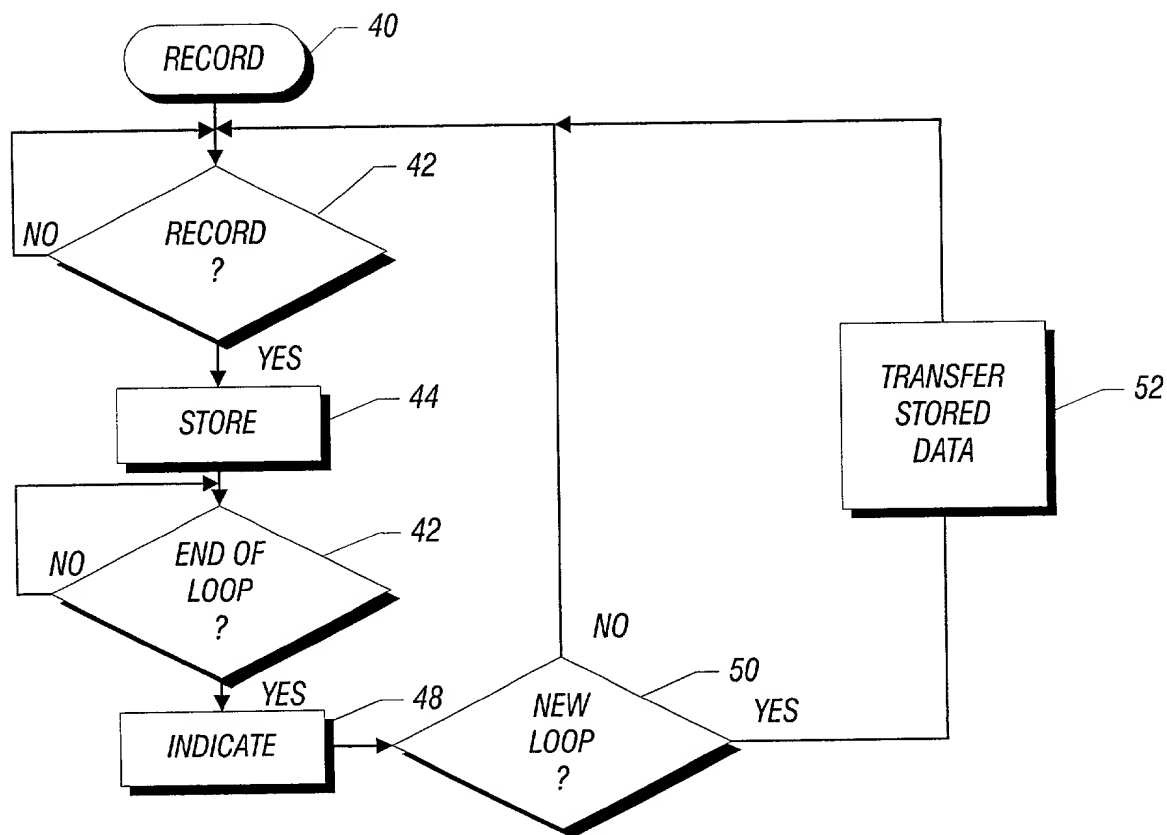 RECORD
40
42
NO
RECORD
?
YES
STORE
44
TRANSFER
STORED
DATA
52
42
NO
END OF
LOOP
?
YES
NO
48
INDICATE
50
NEW
LOOP
?
YES